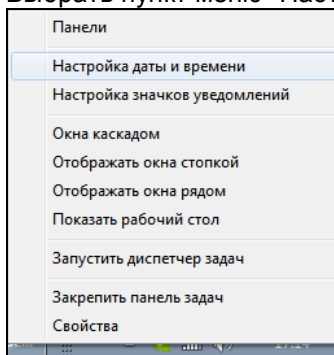 Выбрать пункт меню
Панели
Настройка даты и времени
Настройка значков уведомлений
Окна каскадом
Отображать окна стопкой
Отображать окна рядом
Показать рабочий стол
Запустить диспетчер задач
Закрепить панель задач
Свойства